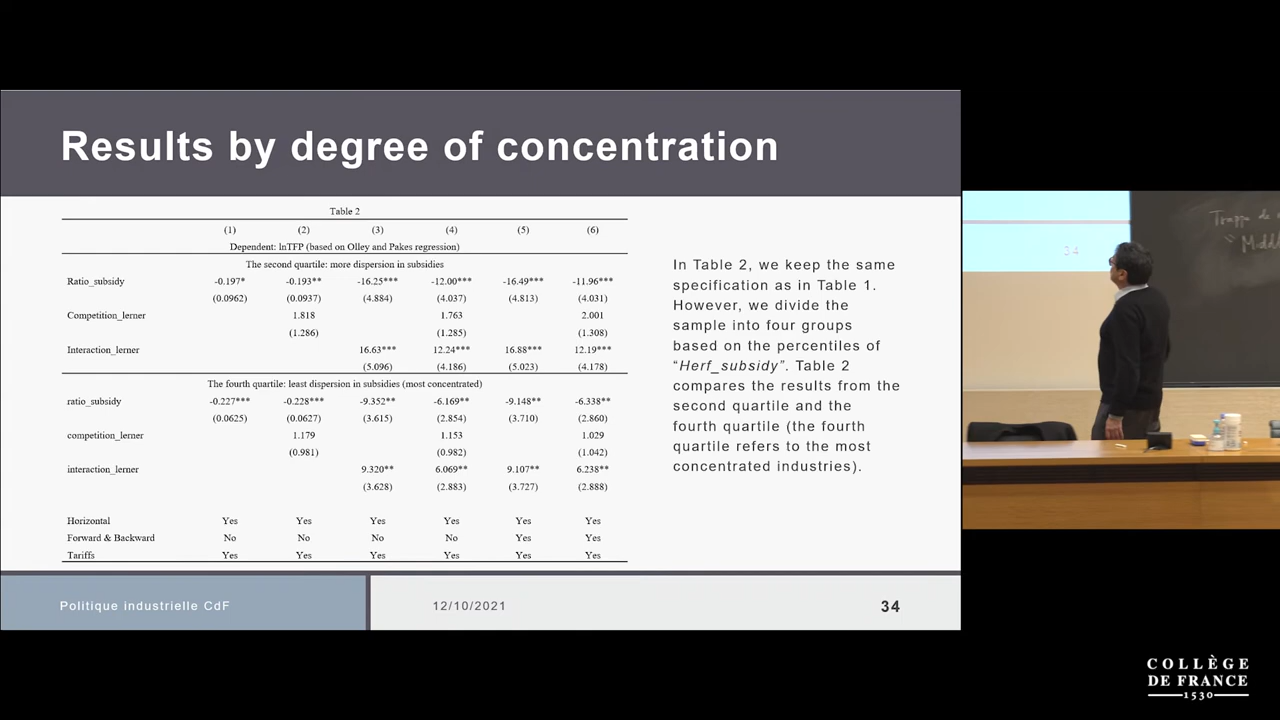 Results by degree of concentration
Table 2
(1) (2) (3) (4) (5) (6)
Dependent: lnTFP (based on Olley and Pakes regression)
The second quartile: more dispersion in subsidies
Ratio_subsidy -0.197* -0.193** -16.25*** -12.00*** -16.49*** -11.96***
(0.0962) (0.0937) (4.884) (4.037) (4.813) (4.031)
Competition_lerner 1.818 1.763 2.001
(1.286) (1.285) (1.308)
Interaction_lerner 16.63*** 12.24*** 16.88*** 12.19***
(5.096) (4.186) (5.023) (4.178)
The fourth quartile: least dispersion in subsidies (most concentrated)
ratio_subsidy -0.227*** -0.228*** -9.352** -6.169** -9.148** -6.338**
(0.0625) (0.0627) (3.615) (2.854) (3.710) (2.860)
competition_lerner 1.179 1.153 1.029
(0.981) (0.982) (1.042)
interaction_lerner 9.320** 6.069** 9.107** 6.238**
(3.628) (2.883) (3.727) (2.888)
Horizontal Yes Yes Yes Yes Yes Yes
Forward & Backward No No No No Yes Yes
Tariffs Yes Yes Yes Yes Yes Yes
In Table 2, we keep the same
specification as in Table 1.
However, we divide the
sample into four groups
based on the percentiles of
“Herf_subsidy”. Table 2
compares the results from the
second quartile and the
fourth quartile (the fourth
quartile refers to the most
concentrated industries).
Politique industrielle CdF
12/10/2021
34
34
Trappe de
COLLÈGE
DE FRANCE
1530